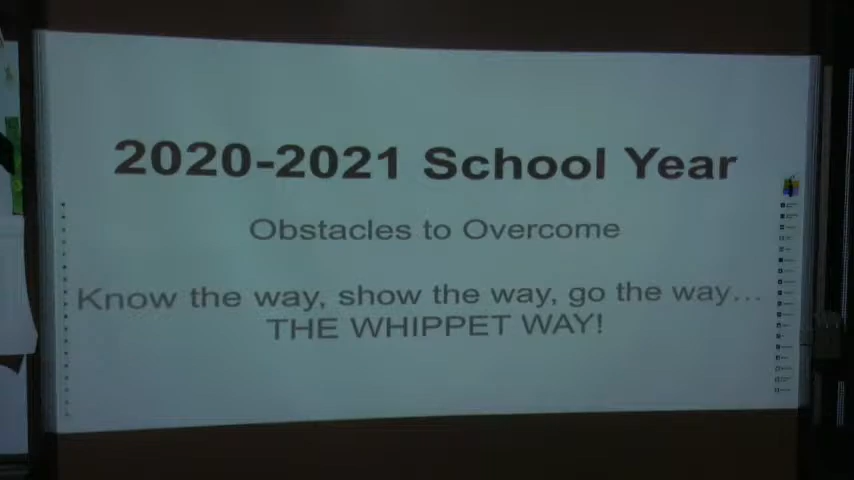 2020-2021 School Year
Obstacles to Overcome
Know the way, show the way, go the way...
THE WHIPPET WAY!